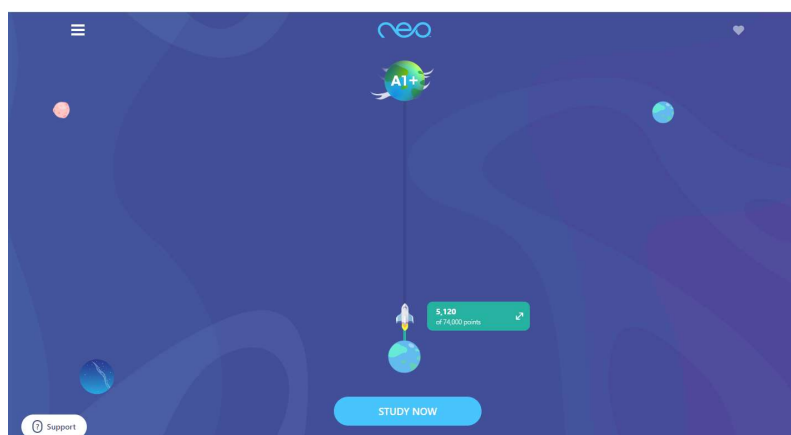 neo
A1+
5,120
of 74,000 points
STUDY NOW
? Support